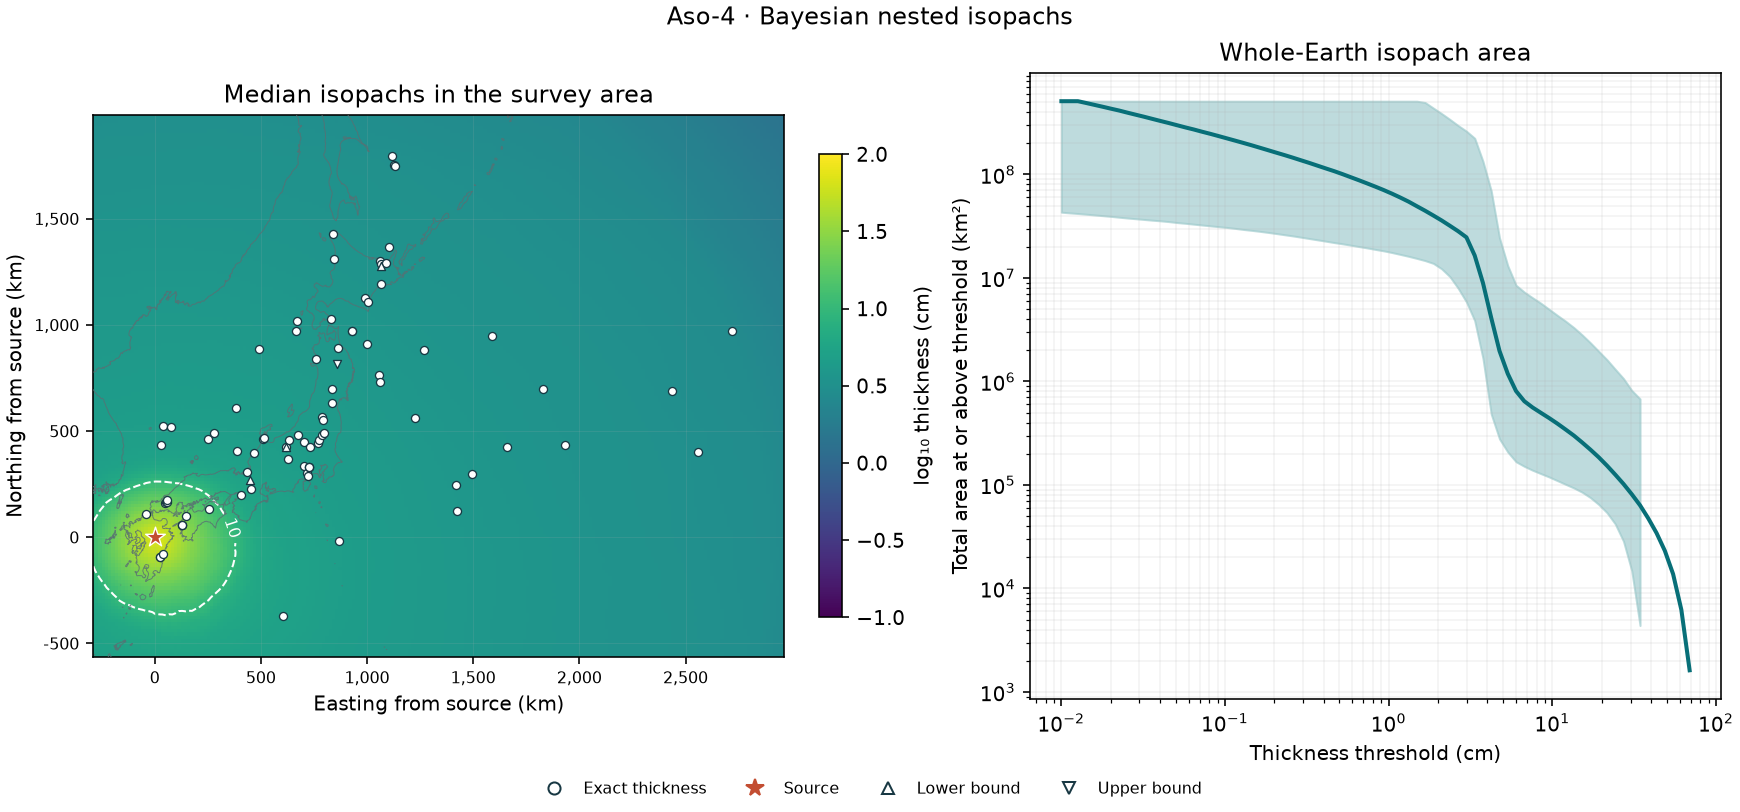 Aso-4 · Bayesian nested isopachs
Median isopachs in the survey area
Northing from source (km)
1,500
1,000
500
0
-500
0
500
1,000
1,500
2,000
2,500
Easting from source (km)
10
2.0
1.5
1.0
0.5
0.0
−0.5
−1.0
log₁₀ thickness (cm)
Whole-Earth isopach area
Total area at or above threshold (km²)
10⁸
10⁷
10⁶
10⁵
10⁴
10³
10⁻²
10⁻¹
10⁰
10¹
10²
Thickness threshold (cm)
Exact thickness
Source
Lower bound
Upper bound